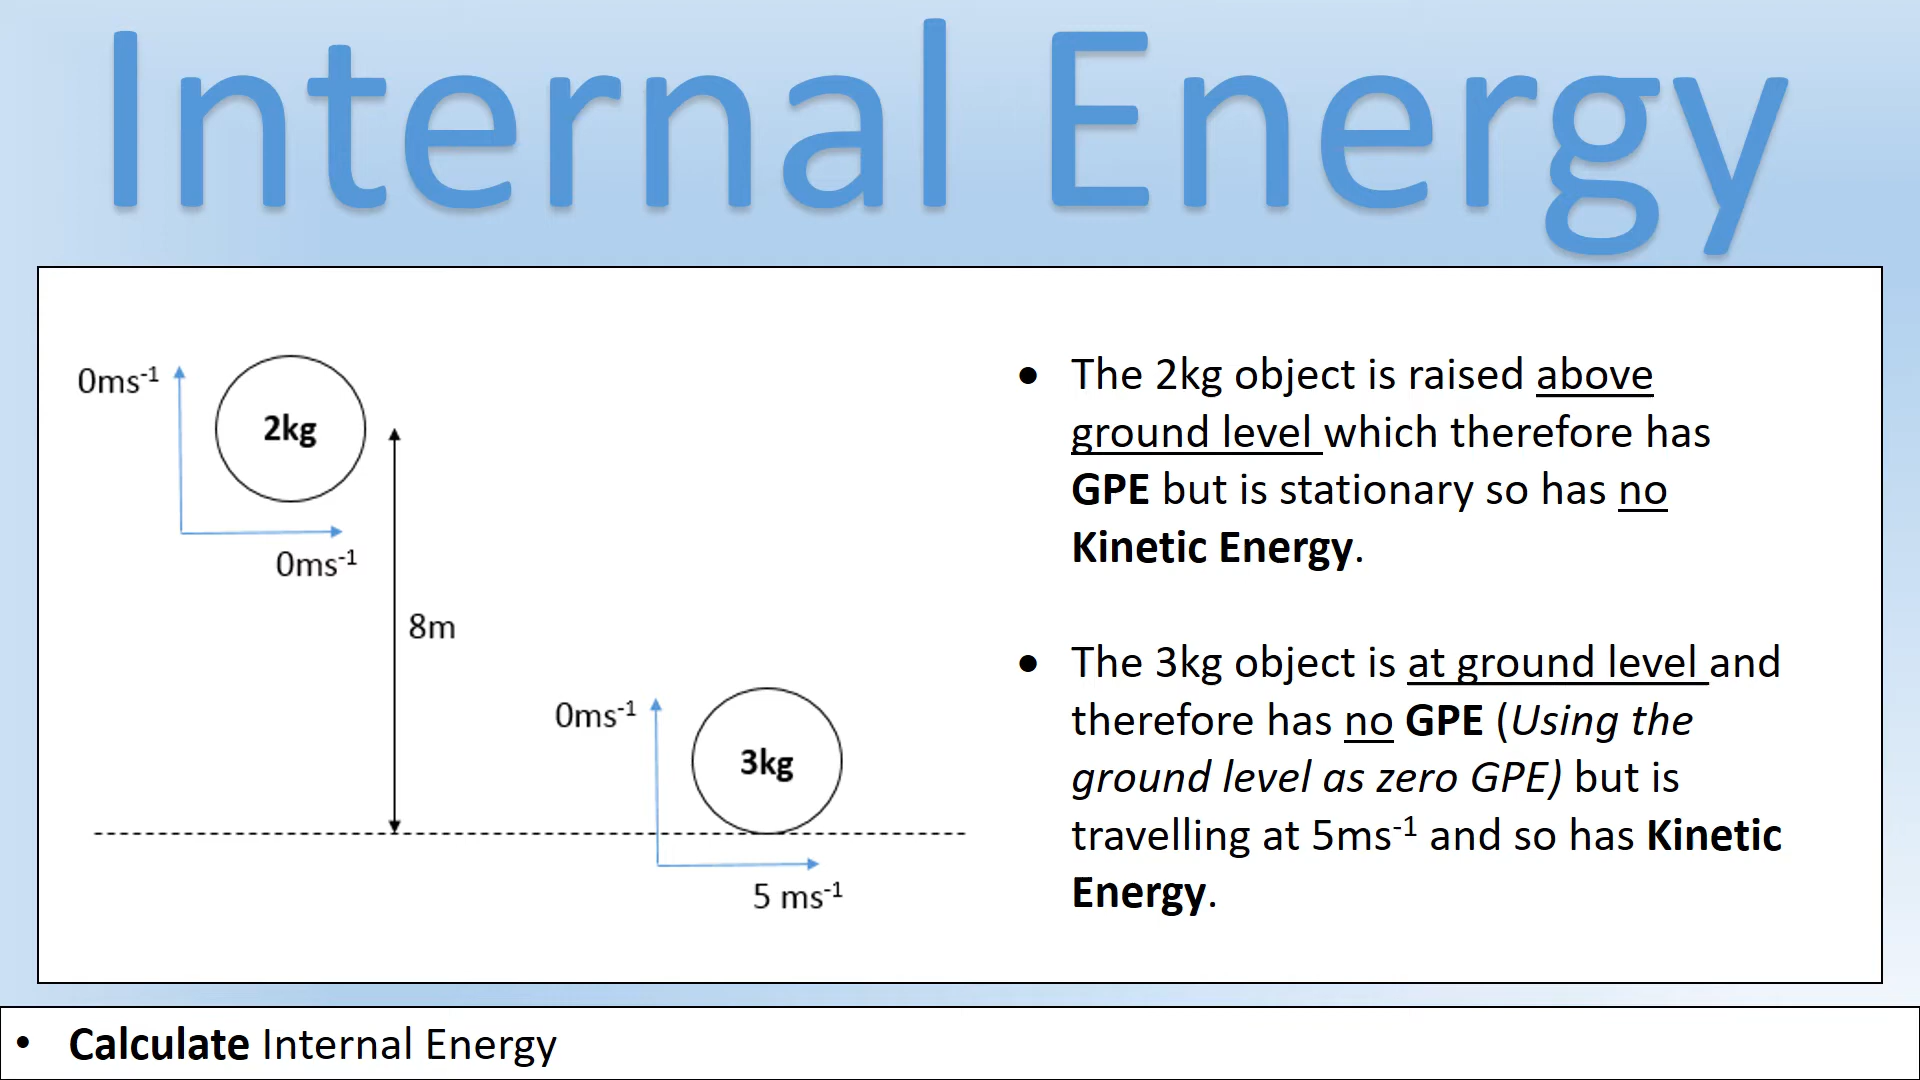 Internal Energy
0ms⁻¹
2kg
0ms⁻¹
8m
0ms⁻¹
3kg
5 ms⁻¹
● The 2kg object is raised above
ground level which therefore has
GPE but is stationary so has no
Kinetic Energy.
● The 3kg object is at ground level and
therefore has no GPE (Using the
ground level as zero GPE) but is
travelling at 5ms⁻¹ and so has Kinetic
Energy.
• Calculate Internal Energy